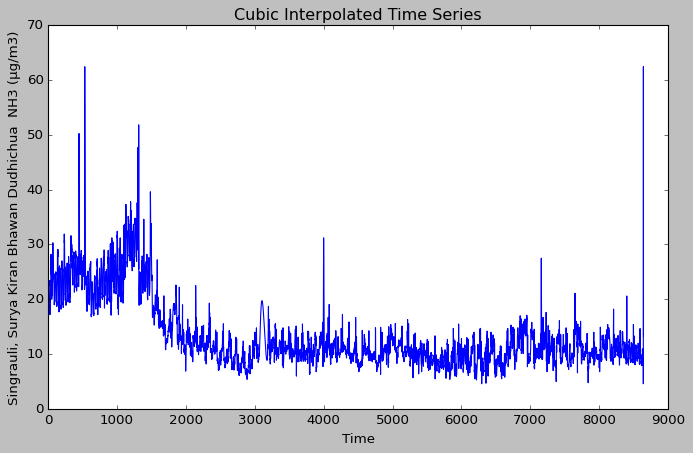 Cubic Interpolated Time Series
Singrauli, Surya Kiran Bhawan Dudhichua  NH3 (µg/m3)
70
60
50
40
30
20
10
0
0 1000 2000 3000 4000 5000 6000 7000 8000 9000
Time